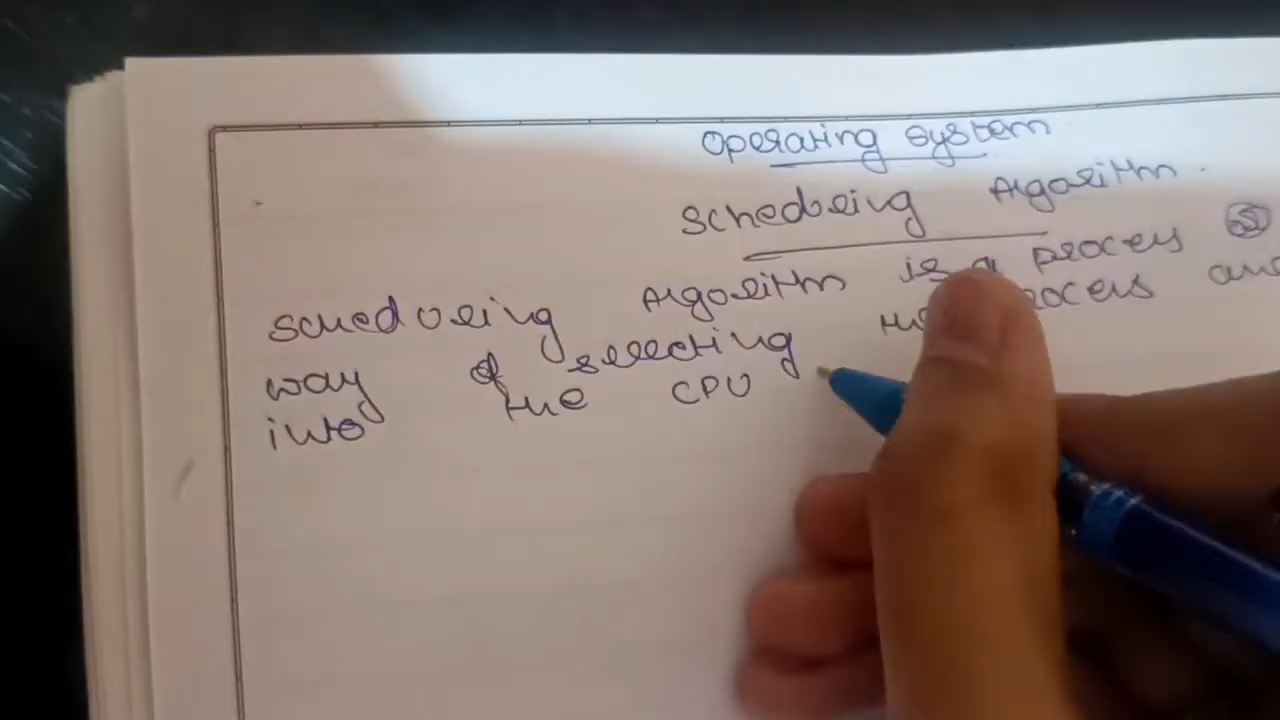 Operating System
Scheduling Algorithm.
Scheduling Algorithm is a process
way of selecting the process and
into the CPU